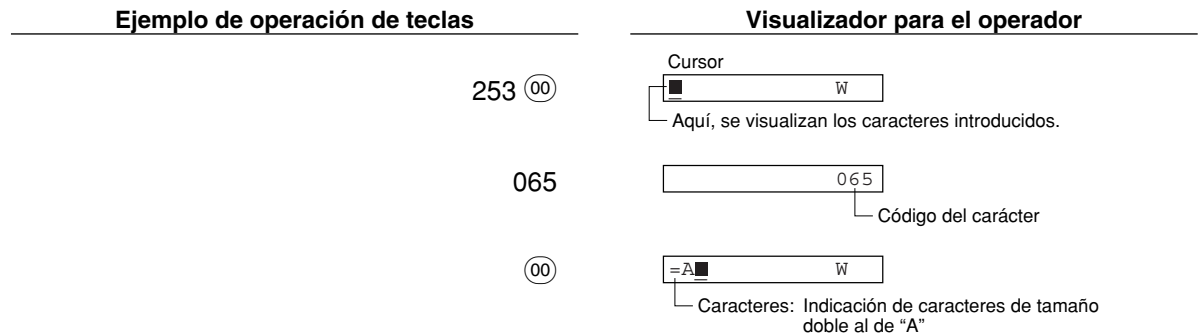 Ejemplo de operación de teclas
Visualizador para el operador
Cursor
253 00
W
Aquí, se visualizan los caracteres introducidos.
065
065
Código del carácter
00
=A W
Caracteres: Indicación de caracteres de tamaño
doble al de “A”